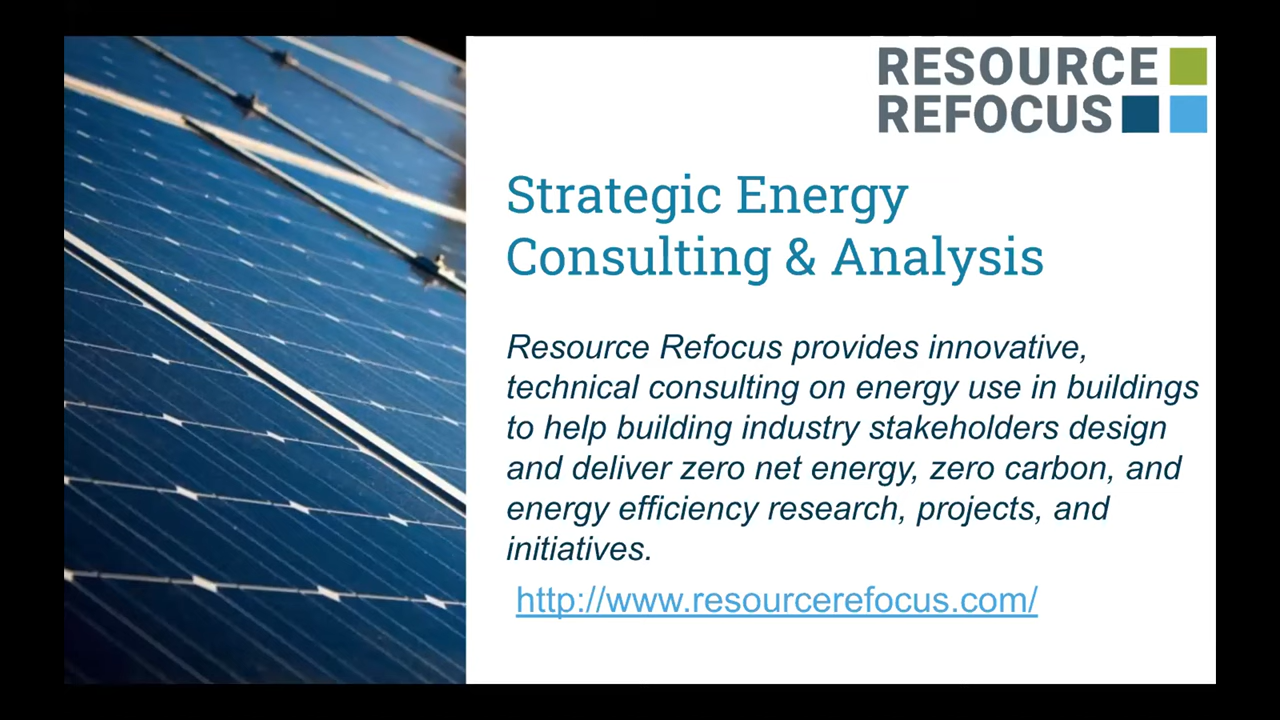 RESOURCE
REFOCUS
Strategic Energy
Consulting & Analysis
Resource Refocus provides innovative,
technical consulting on energy use in buildings
to help building industry stakeholders design
and deliver zero net energy, zero carbon, and
energy efficiency research, projects, and
initiatives.
http://www.resourcerefocus.com/